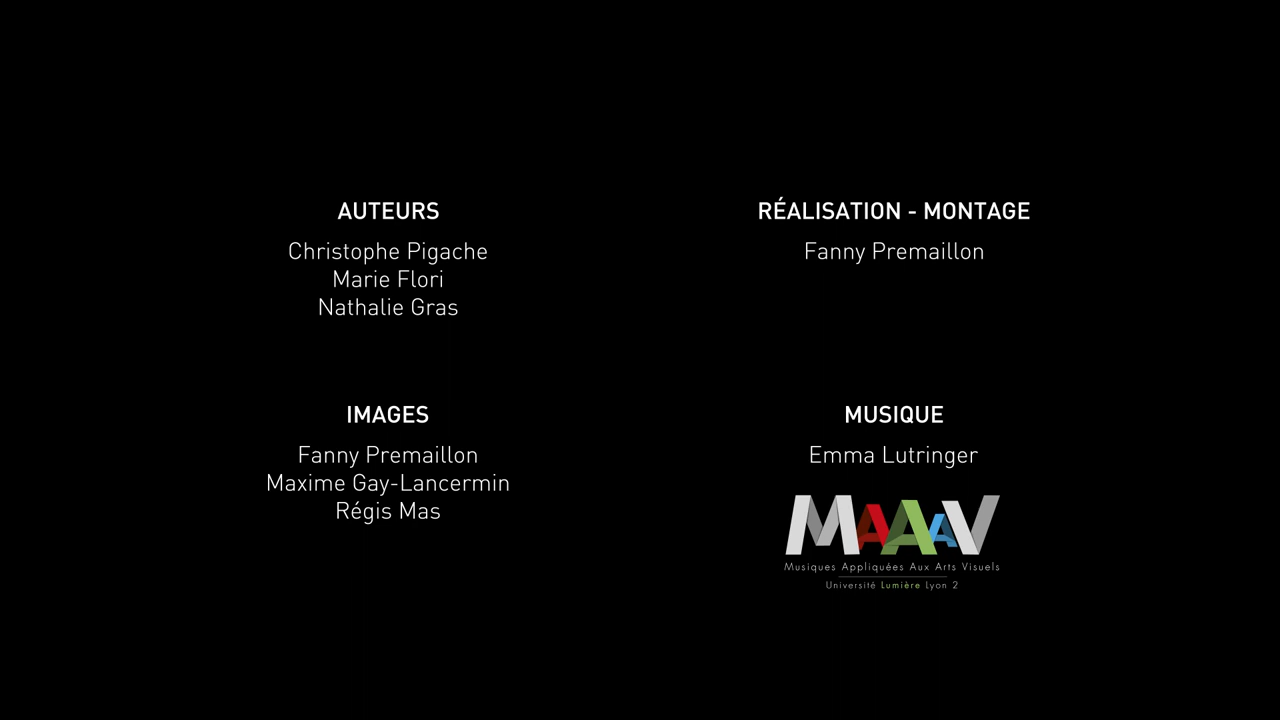 AUTEURS
Christophe Pigache
Marie Flori
Nathalie Gras
RÉALISATION - MONTAGE
Fanny Premaillon
IMAGES
Fanny Premaillon
Maxime Gay-Lancermin
Régis Mas
MUSIQUE
Emma Lutringer
MAAAV
Musiques Appliquées Aux Arts Visuels
Université Lumière Lyon 2